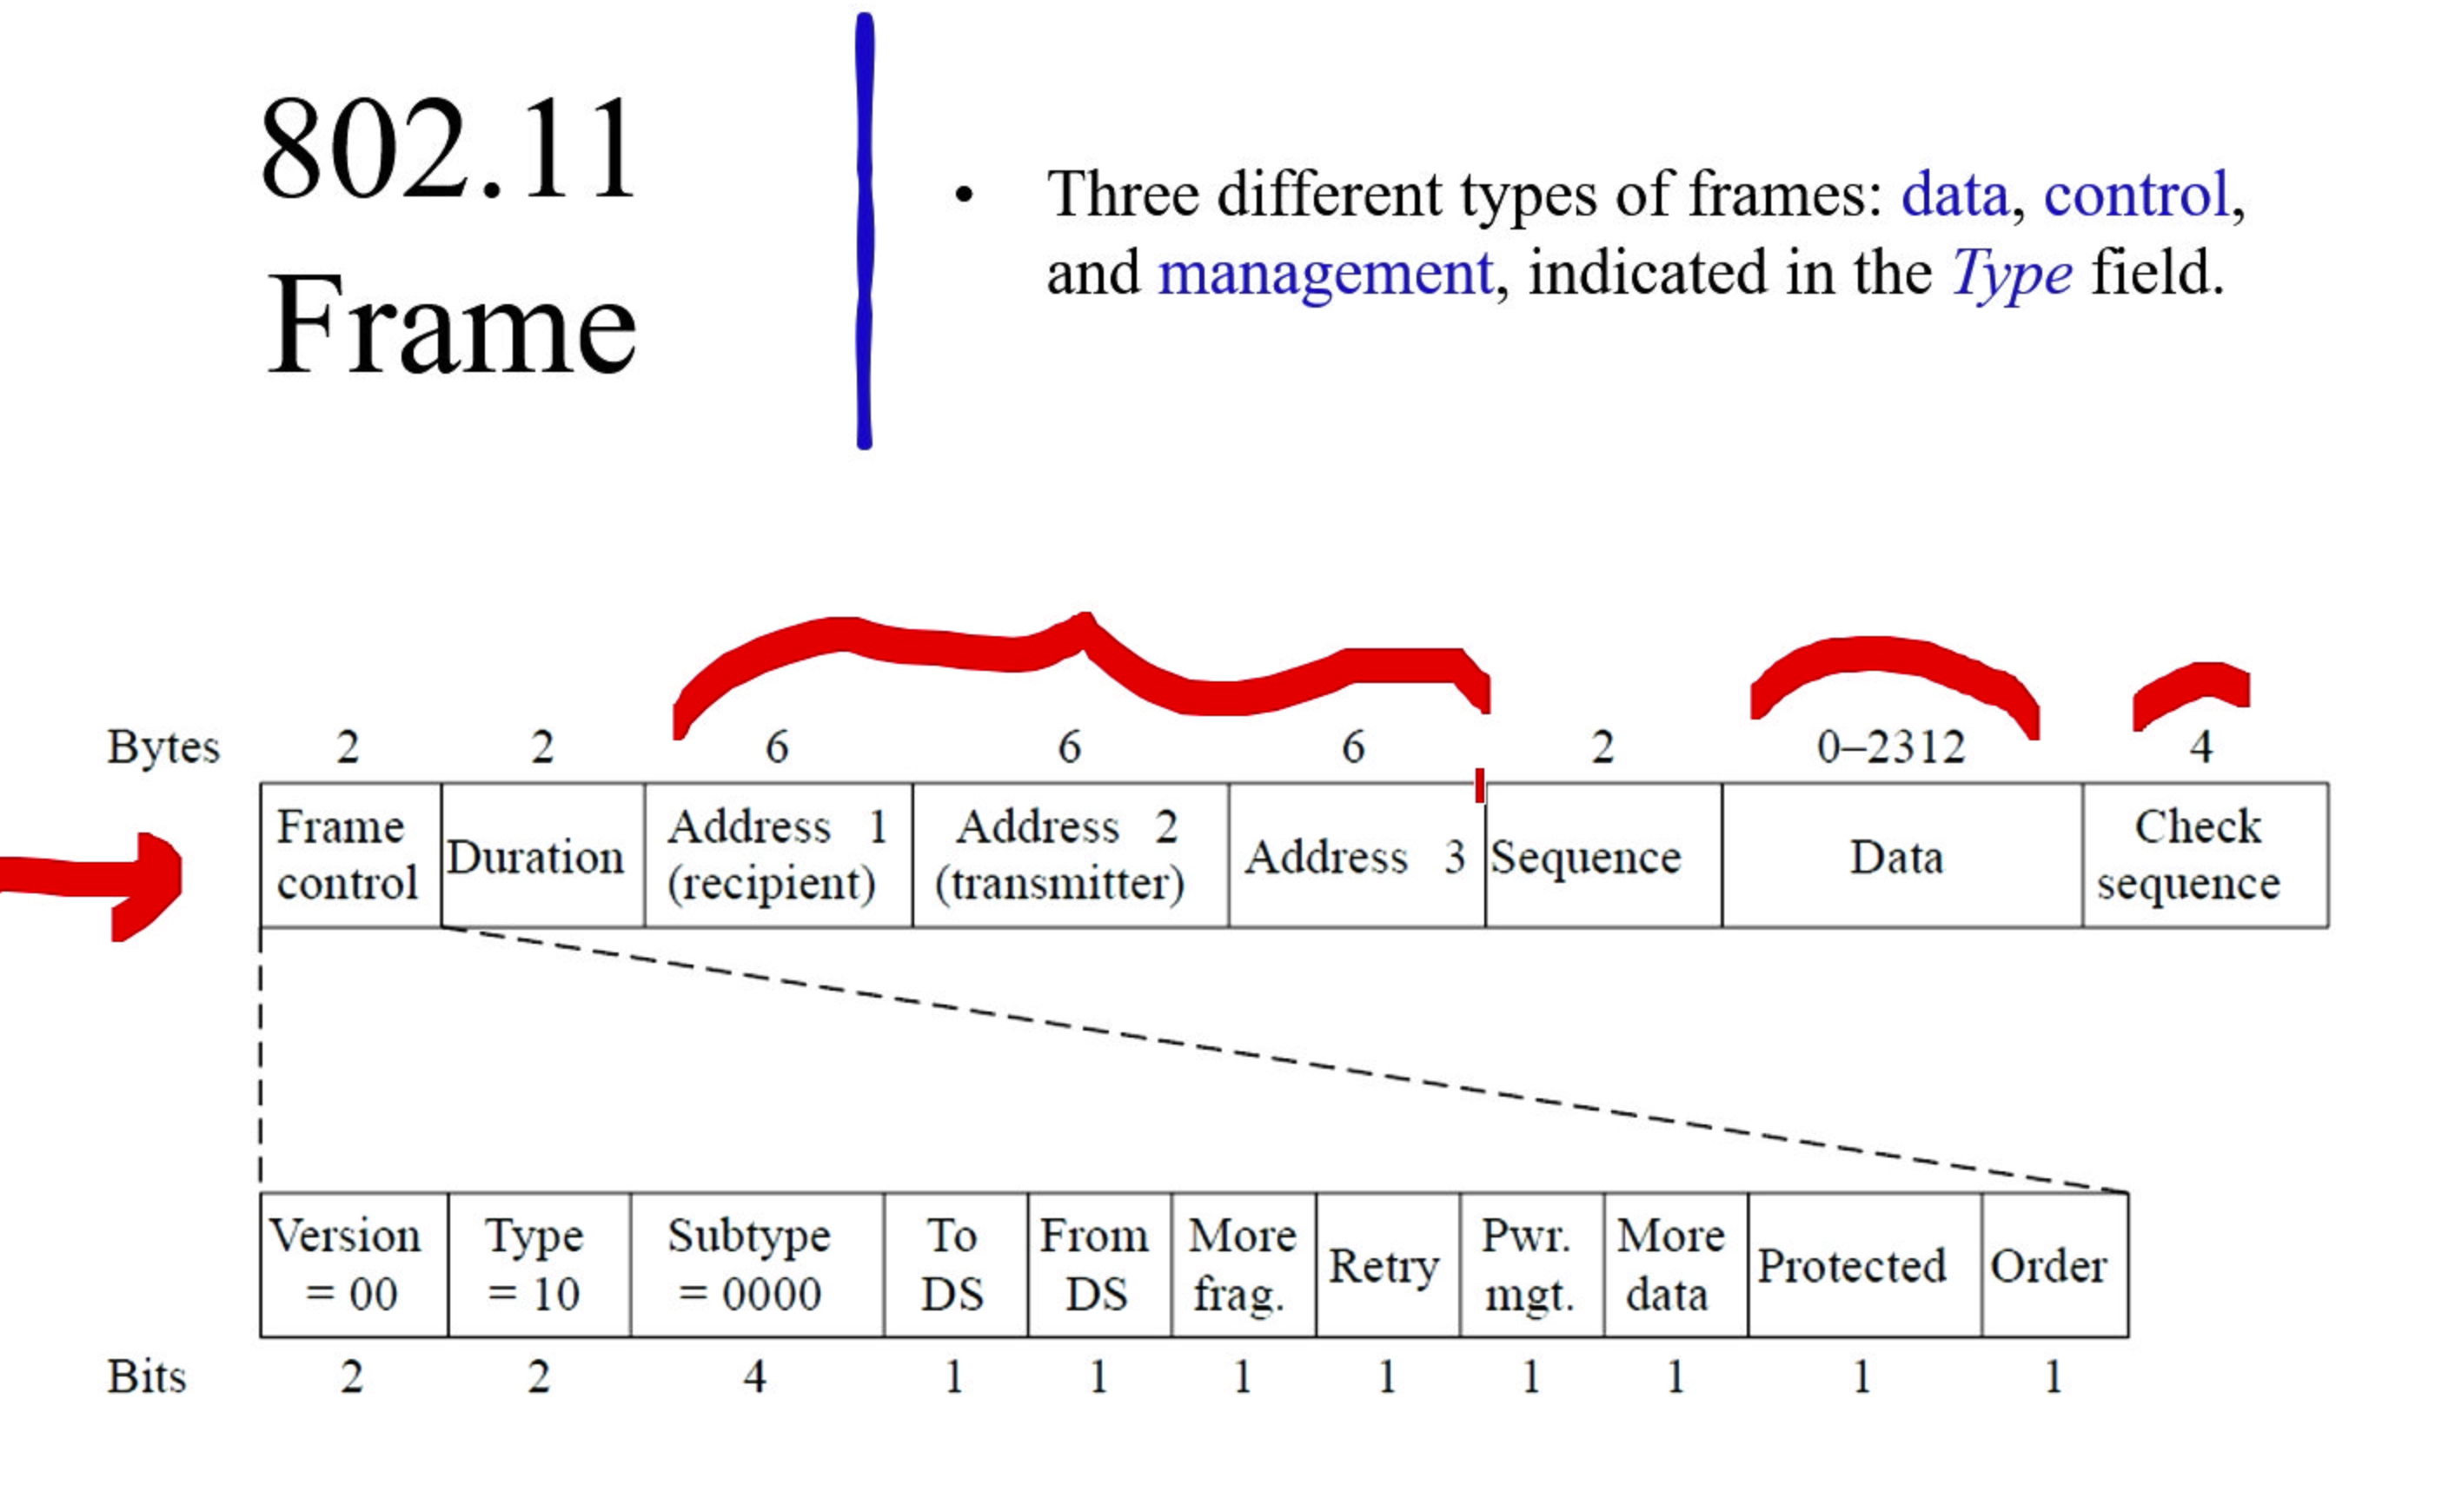 802.11
Frame
• Three different types of frames: data, control,
and management, indicated in the Type field.
Bytes 2 2 6 6 6 2 0–2312 4
Frame control Duration Address 1 (recipient) Address 2 (transmitter) Address 3 Sequence Data Check sequence
Version = 00 Type = 10 Subtype = 0000 To DS From DS More frag. Retry Pwr. mgt. More data Protected Order
Bits 2 2 4 1 1 1 1 1 1 1 1